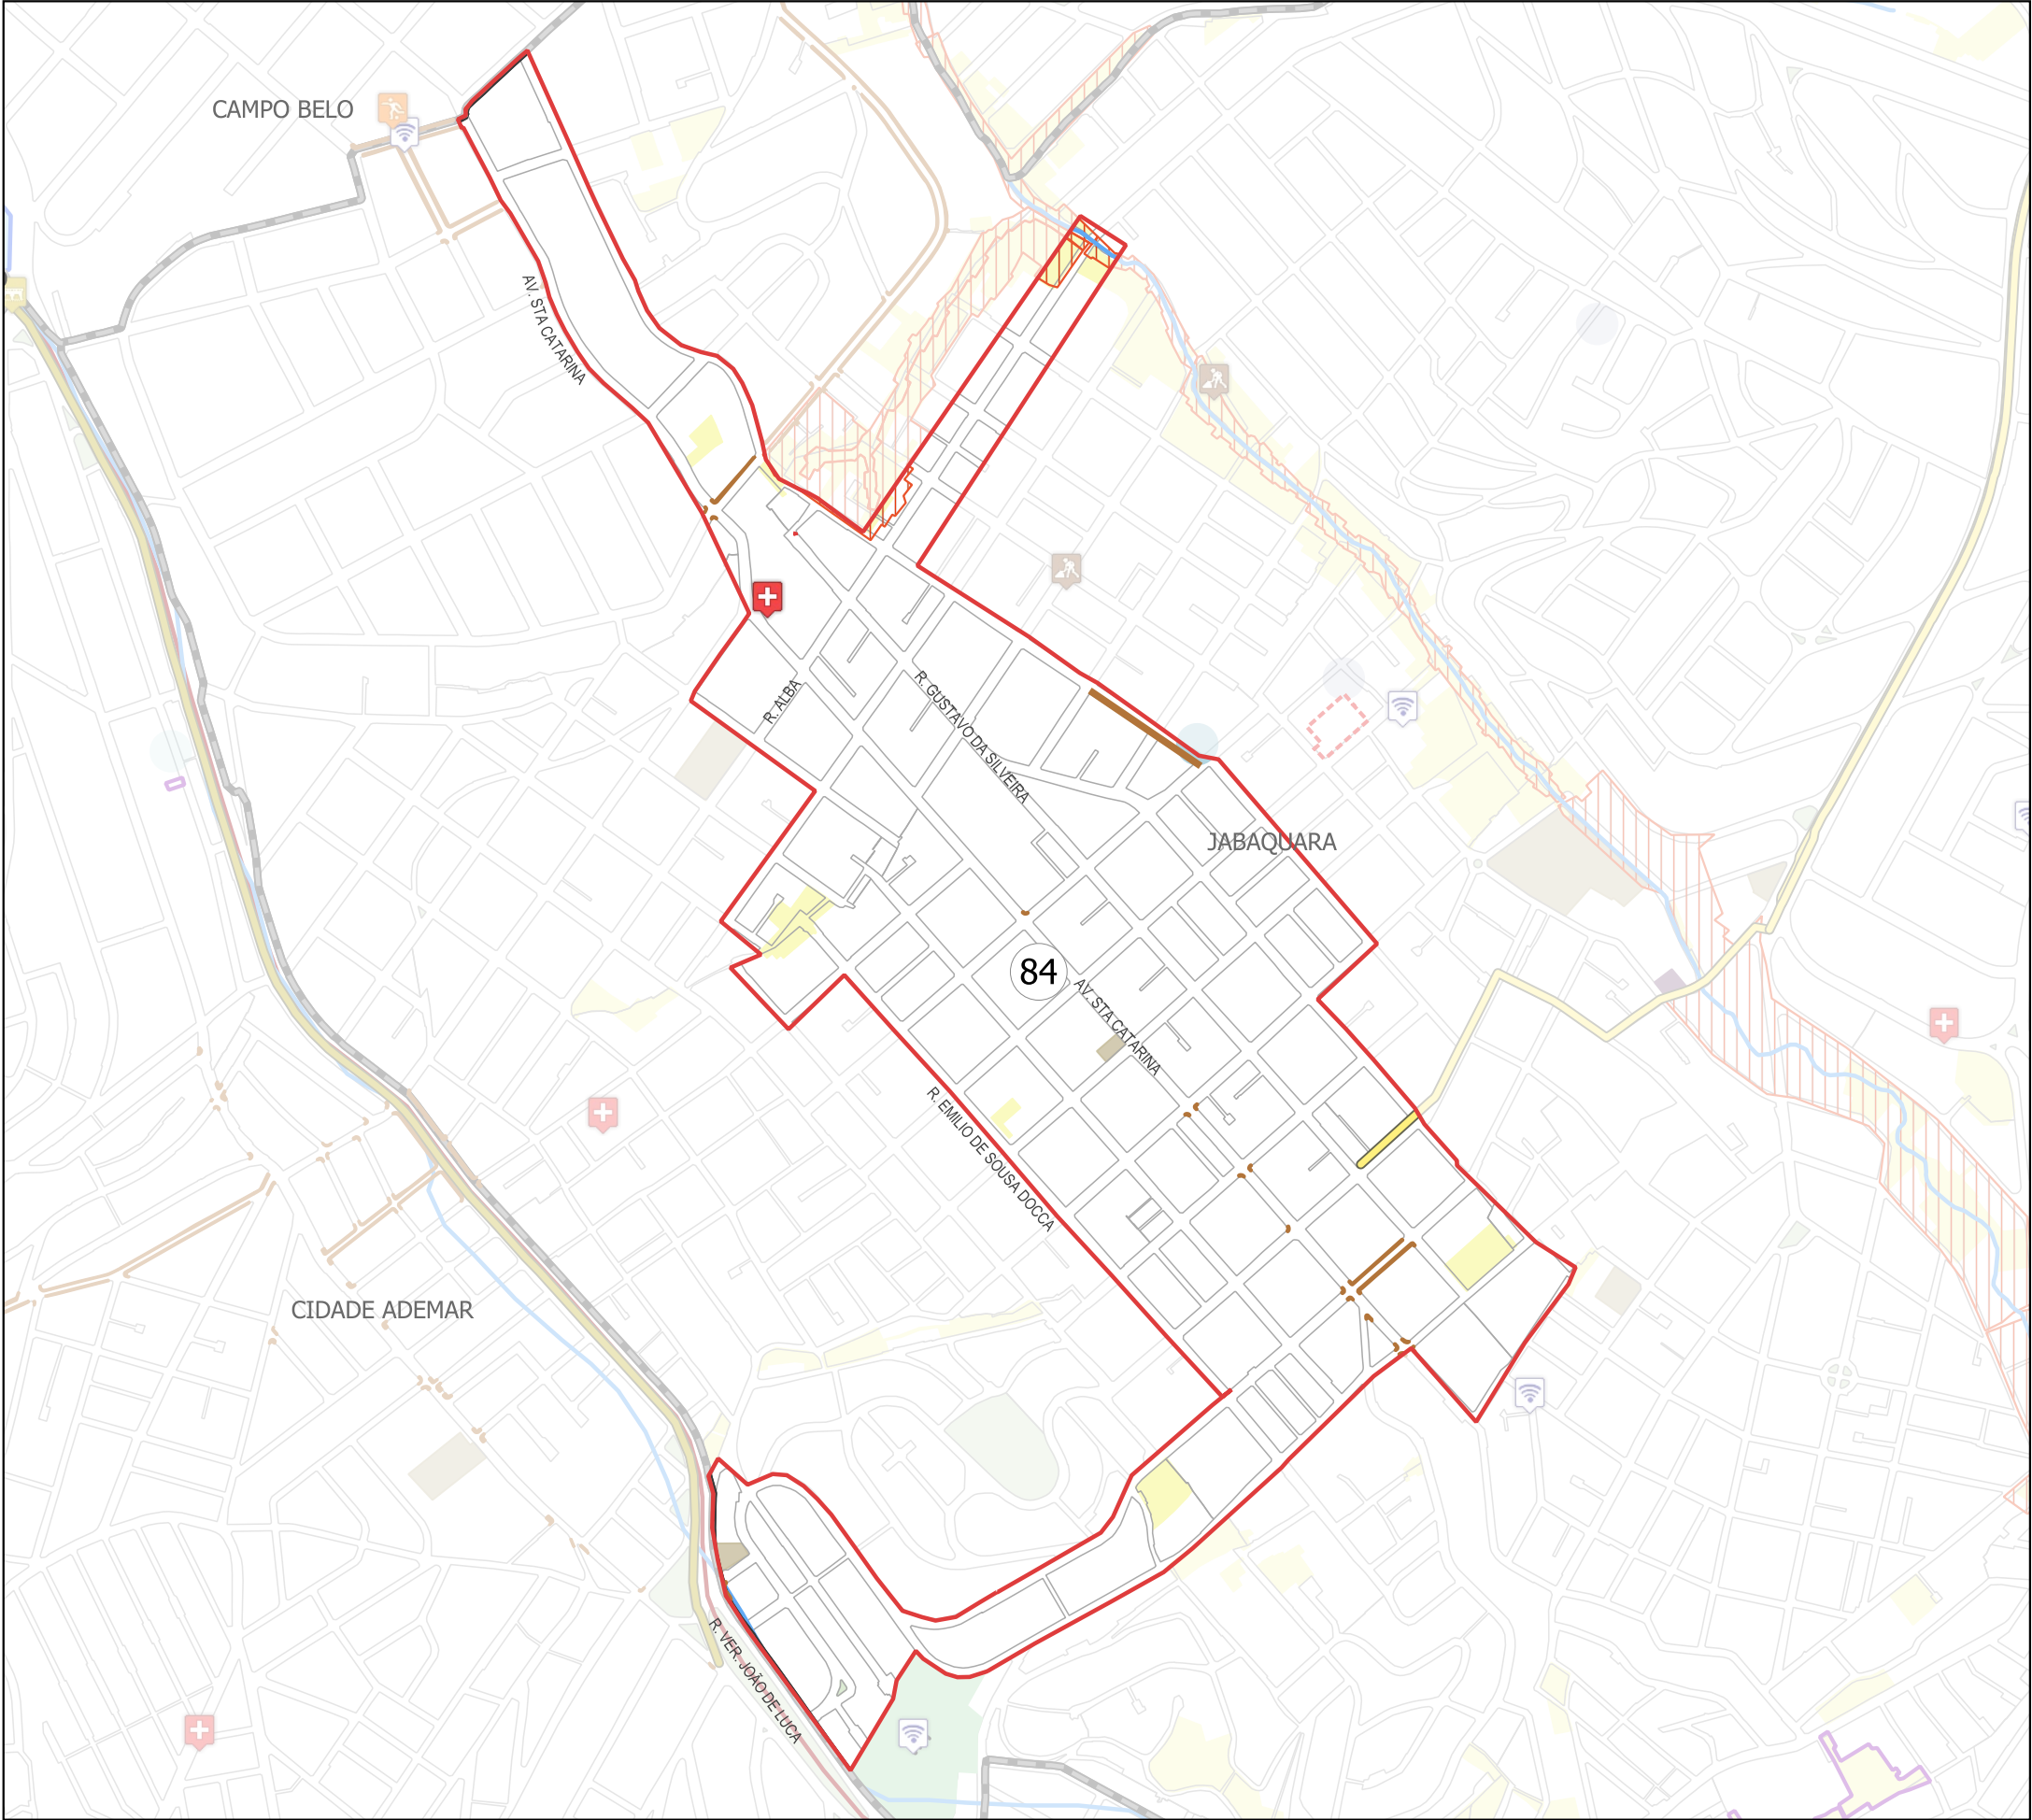 CAMPO BELO
AV. STA CATARINA
R. ALBA
R. GUSTAVO DA SILVEIRA
JABAQUARA
84
AV. STA CATARINA
R. EMILIO DE SOUSA DOCCA
CIDADE ADEMAR
R. VER. JOÃO DE LUCA